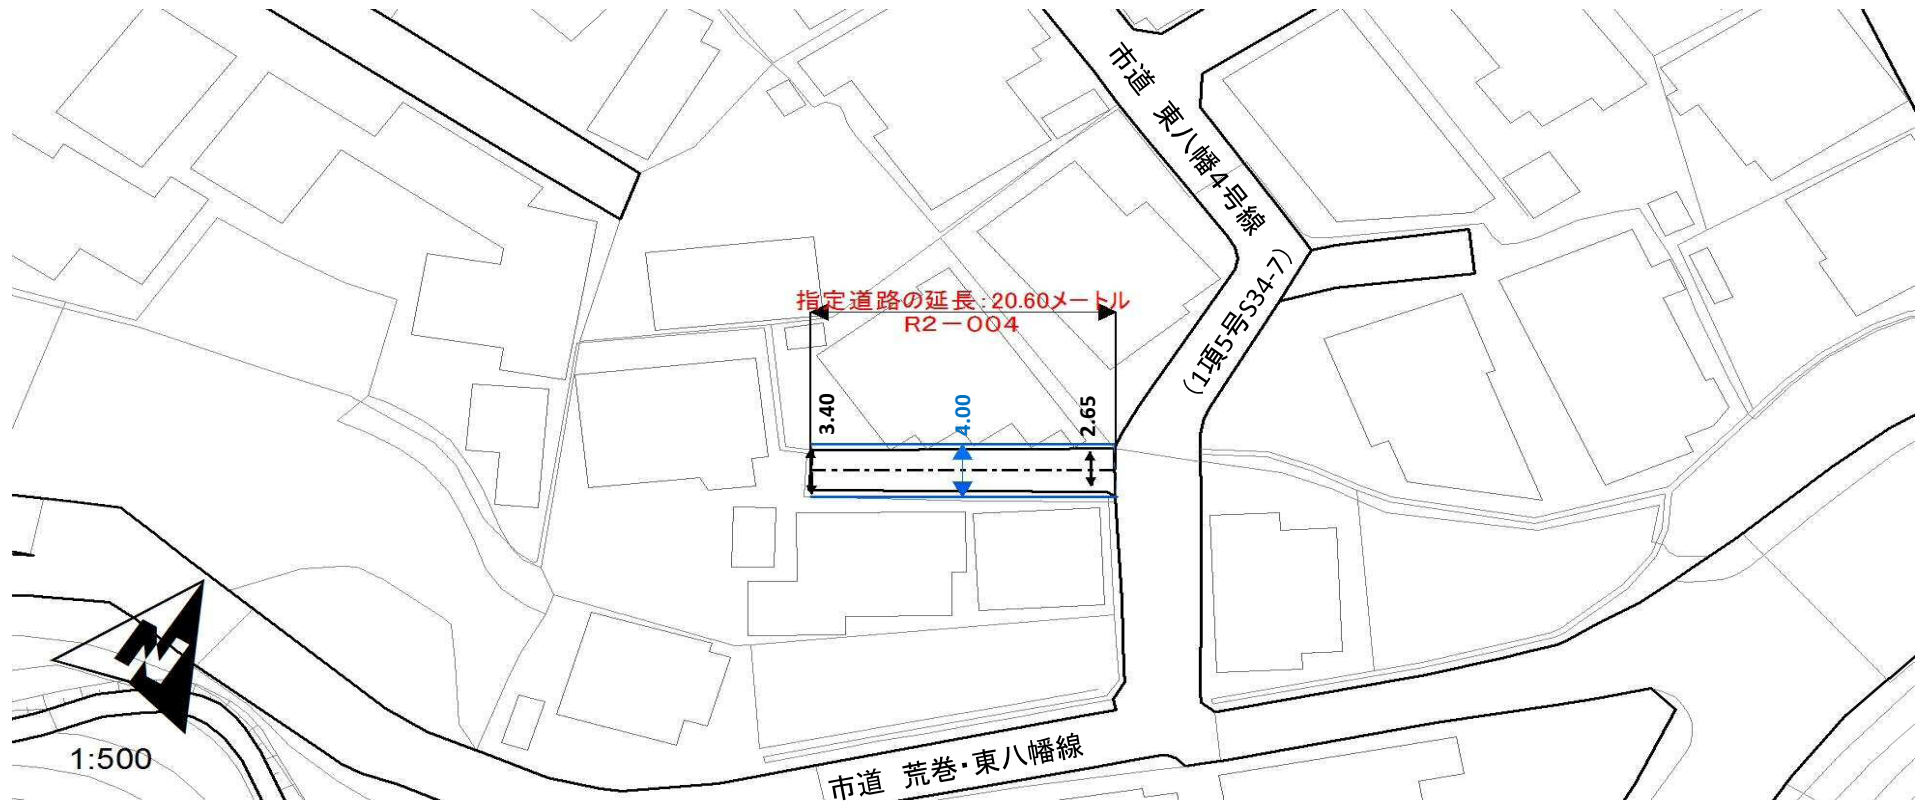 市道 東八幡4号線
(1項5号S34-7)
指定道路の延長:20.60メートル
R2-004
3.40
4.00
2.65
N
1:500
市道 荒巻・東八幡線